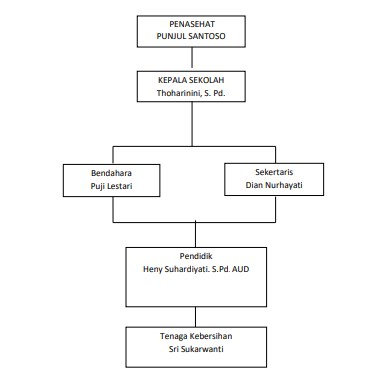 PENASEHAT
PUNJUL SANTOSO
KEPALA SEKOLAH
Thoharinini, S. Pd.
Bendahara
Puji Lestari
Sekertaris
Dian Nurhayati
Pendidik
Heny Suhardiyati. S.Pd. AUD
Tenaga Kebersihan
Sri Sukarwanti